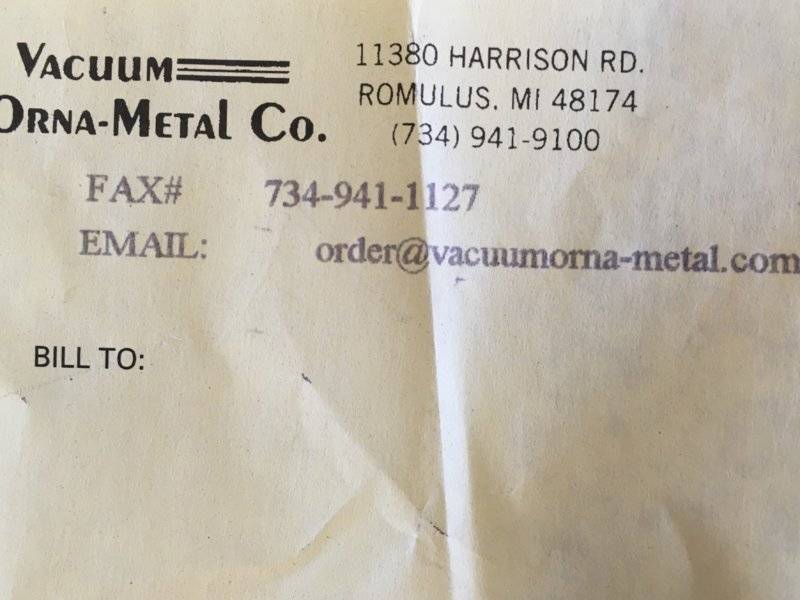 VACUUM
ORNA-METAL CO.
11380 HARRISON RD.
ROMULUS, MI 48174
(734) 941-9100
FAX# 734-941-1127
EMAIL: order@vacuumorna-metal.com
BILL TO: